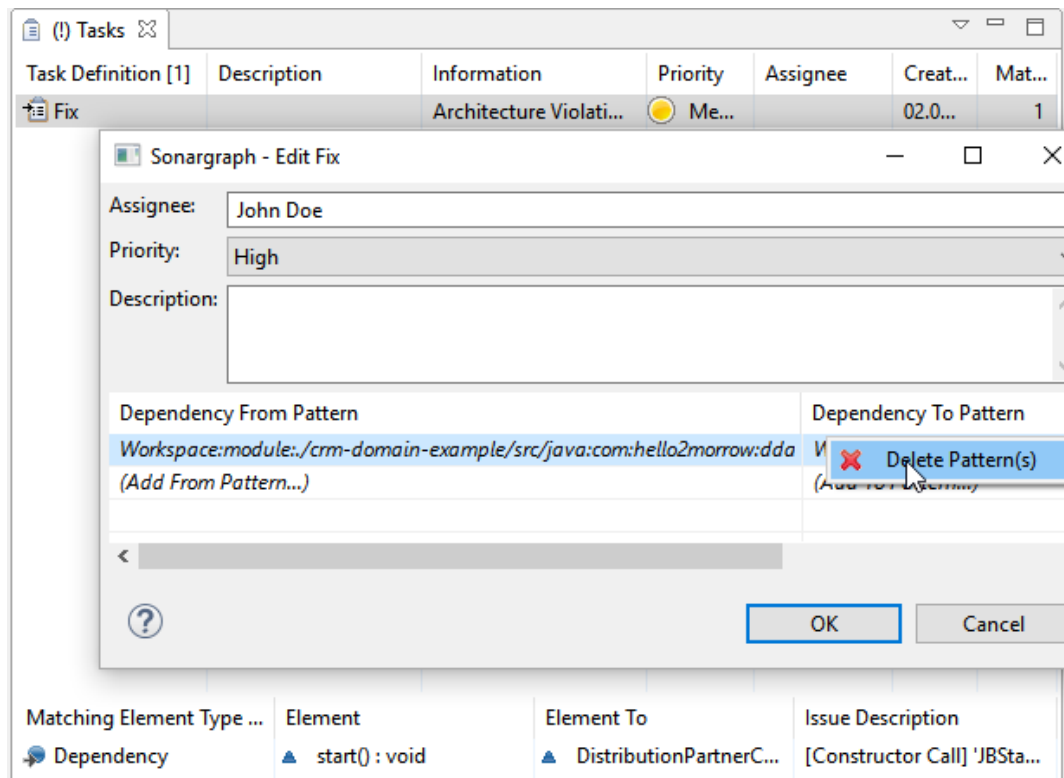 (!) Tasks
Task Definition [1] Description Information Priority Assignee Creat... Mat...
Fix Architecture Violati... Me... 02.0... 1
Sonargraph - Edit Fix
Assignee: John Doe
Priority: High
Description:
Dependency From Pattern Dependency To Pattern
Workspace:module:./crm-domain-example/src/java:com:hello2morrow:dda
Delete Pattern(s)
(Add From Pattern...) (Add To Pattern...)
OK Cancel
Matching Element Type ... Element Element To Issue Description
Dependency start() : void DistributionPartnerC... [Constructor Call] 'JBSta...